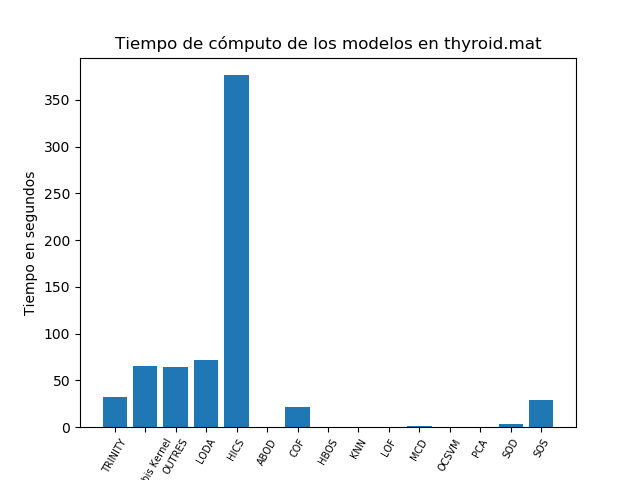 Tiempo de cómputo de los modelos en thyroid.mat
Tiempo en segundos
350
300
250
200
150
100
50
0
TRINITY
Kernel
OUTRES
LODA
HICS
ABOD
COF
HBOS
KNN
LOF
MCD
OCSVM
PCA
SOD
SOS